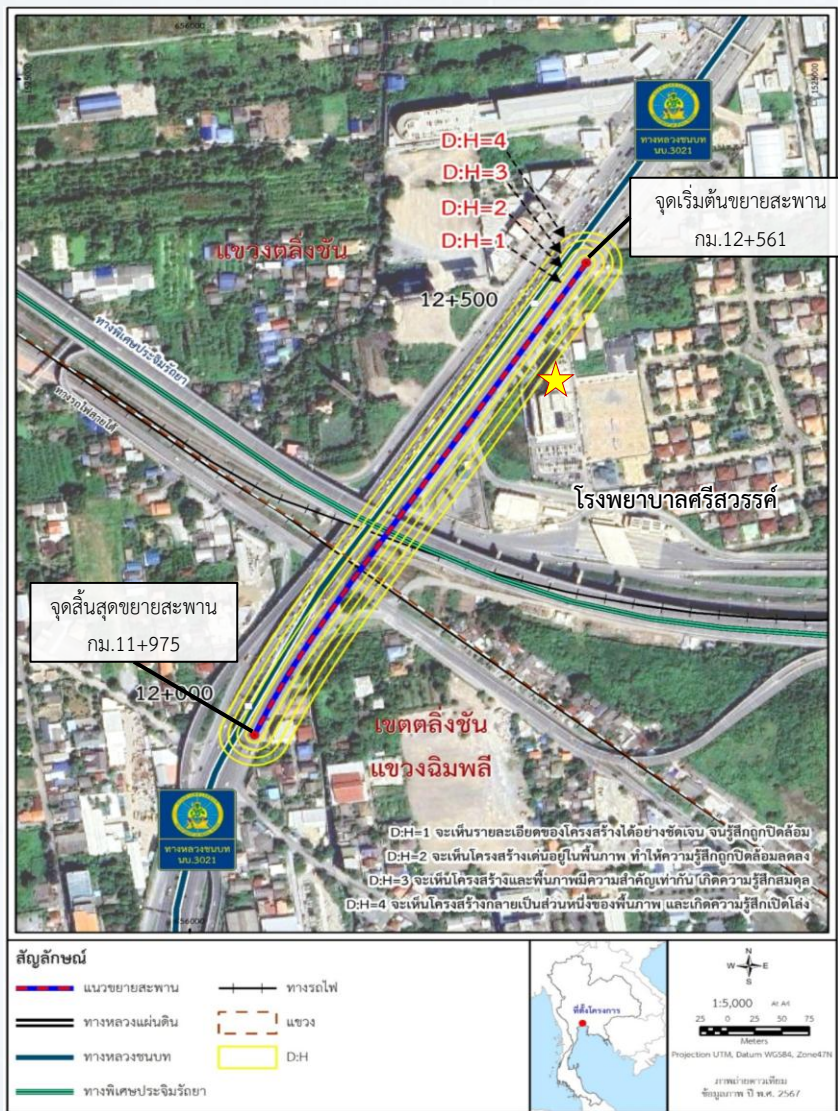 656000
1525000
ทางหลวงชนบท
นบ.3021
D:H=4
D:H=3
D:H=2
D:H=1
จุดเริ่มต้นขยายสะพาน
กม.12+561
แขวงตลิ่งชัน
12+500
ทางพิเศษประจิมรัถยา
ทางรถไฟสายใต้
โรงพยาบาลศรีสวรรค์
จุดสิ้นสุดขยายสะพาน
กม.11+975
12+000
เขตตลิ่งชัน
แขวงฉิมพลี
ทางหลวงชนบท
นบ.3021
D:H=1 จะเห็นรายละเอียดของโครงสร้างได้อย่างชัดเจน จนรู้สึกถูกปิดล้อม
D:H=2 จะเห็นโครงสร้างเด่นอยู่ในพื้นภาพ ทำให้ความรู้สึกถูกปิดล้อมลดลง
D:H=3 จะเห็นโครงสร้างและพื้นภาพมีความสำคัญเท่ากัน เกิดความรู้สึกสมดุล
D:H=4 จะเห็นโครงสร้างกลายเป็นส่วนหนึ่งของพื้นภาพ และเกิดความรู้สึกเปิดโล่ง
656000
สัญลักษณ์
แนวขยายสะพาน
ทางรถไฟ
ทางหลวงแผ่นดิน
แขวง
ทางหลวงชนบท
D:H
ทางพิเศษประจิมรัถยา
ที่ตั้งโครงการ
N
W E
S
1:5,000 At A4
25 0 25 50 75
Meters
Projection UTM, Datum WGS84, Zone47N
ภาพถ่ายดาวเทียม
ข้อมูลภาพ ปี พ.ศ. 2567